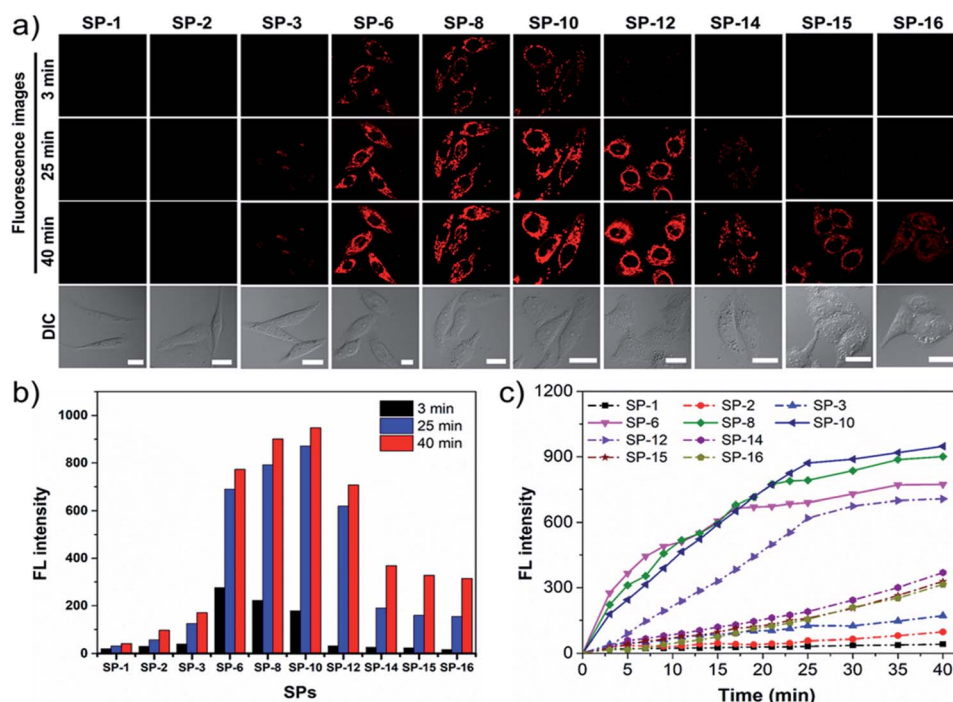 a)
SP-1 SP-2 SP-3 SP-6 SP-8 SP-10 SP-12 SP-14 SP-15 SP-16
Fluorescence images
3 min
25 min
40 min
DIC
b)
FL intensity
1000
800
600
400
200
0
3 min
25 min
40 min
SP-1 SP-2 SP-3 SP-6 SP-8 SP-10 SP-12 SP-14 SP-15 SP-16
SPs
c)
FL intensity
1200
900
600
300
0
SP-1 SP-2 SP-3
SP-6 SP-8 SP-10
SP-12 SP-14
SP-15 SP-16
0 5 10 15 20 25 30 35 40
Time (min)